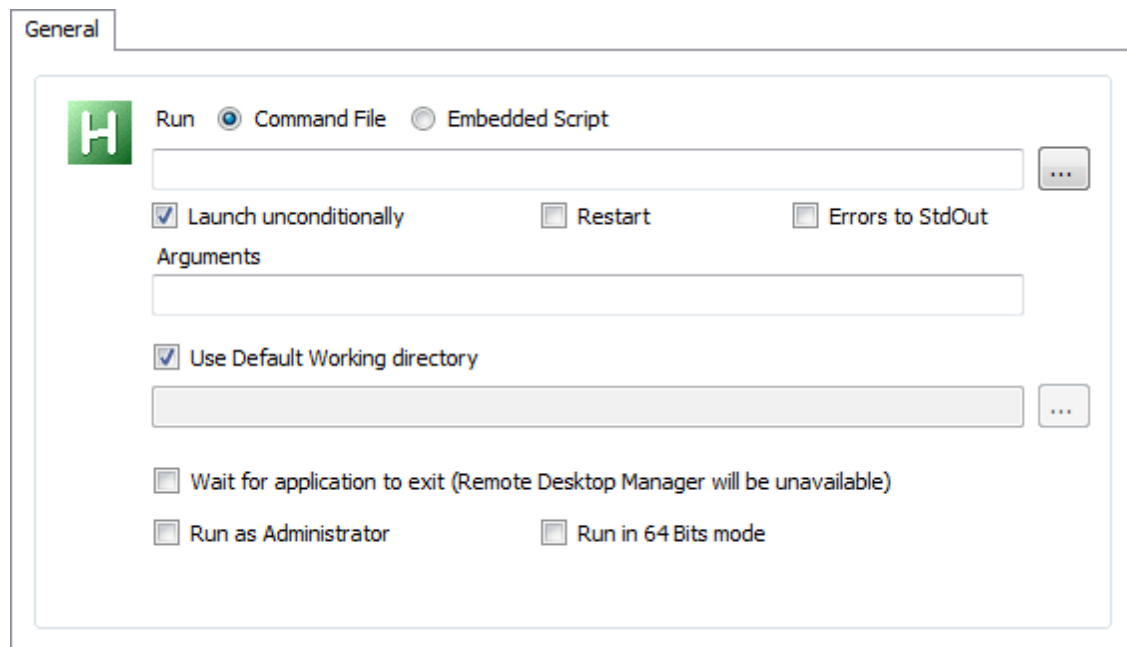 General
H
Run Command File Embedded Script
...
Launch unconditionally Restart Errors to StdOut
Arguments
Use Default Working directory
...
Wait for application to exit (Remote Desktop Manager will be unavailable)
Run as Administrator Run in 64 Bits mode